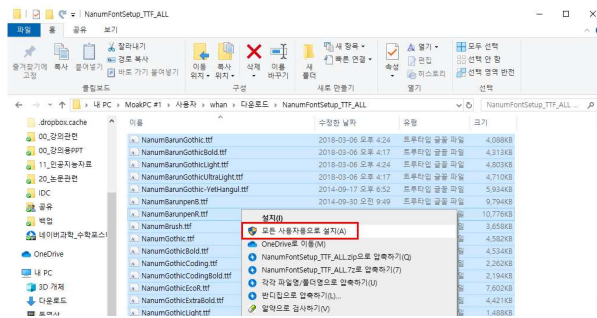 NanumFontSetup_TTF_ALL
파일 홈 공유 보기
즐겨찾기에 고정
복사
붙여넣기
잘라내기
경로 복사
바로 가기 붙여넣기
클립보드
이동 위치
복사 위치
삭제
이름 바꾸기
구성
새 폴더
새 항목
빠른 연결
새로 만들기
속성
열기
편집
히스토리
열기
모두 선택
선택 안 함
선택 영역 반전
선택
내 PC > MoakPC #1 > 사용자 > whan > 다운로드 > NanumFontSetup_TTF_ALL
NanumFontSetup_TTF_ALL ...
이름 수정한 날짜 유형 크기
.dropbox.cache
00_강의관련
00_강의용PPT
11_인공지능자료
20_논문관련
IDC
공유
백업
네이버과학_수학포스
OneDrive
내 PC
3D 개체
다운로드
동영상
NanumBarunGothic.ttf 2018-03-06 오후 4:24 트루타입 글꼴 파일 4,088KB
NanumBarunGothicBold.ttf 2018-03-06 오후 4:17 트루타입 글꼴 파일 4,313KB
NanumBarunGothicLight.ttf 2018-03-06 오후 4:24 트루타입 글꼴 파일 4,803KB
NanumBarunGothicUltraLight.ttf 2018-03-06 오후 4:17 트루타입 글꼴 파일 4,710KB
NanumBarunGothic-YetHangul.ttf 2014-09-17 오후 6:52 트루타입 글꼴 파일 5,934KB
NanumBarunpenB.ttf 2014-09-30 오전 9:49 트루타입 글꼴 파일 9,794KB
NanumBarunpenR.ttf 10,776KB
NanumBrush.ttf 3,658KB
NanumGothic.ttf 4,582KB
NanumGothicBold.ttf 4,534KB
NanumGothicCoding.ttf 2,262KB
NanumGothicCodingBold.ttf 2,194KB
NanumGothicEcoR.ttf 7,602KB
NanumGothicExtraBold.ttf 4,421KB
NanumGothicLight.ttf 1,488KB
설치(I)
모든 사용자용으로 설치(A)
OneDrive로 이동(M)
NanumFontSetup_TTF_ALL.zip으로 압축하기(Q)
NanumFontSetup_TTF_ALL.7z로 압축하기(7)
각각 파일명/폴더명으로 압축하기(U)
반디집으로 압축하기(L)...
알약으로 검사하기(V)